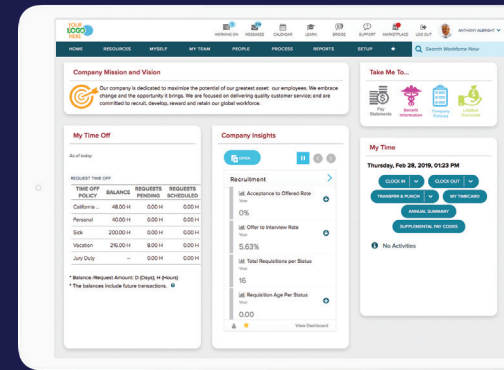 YOUR
LOGO
HERE
WORKING ON MESSAGES CALENDAR LEARN BRIDGE SUPPORT MARKETPLACE LOG OUT ANTHONY ALBRIGHT
HOME RESOURCES MYSELF MY TEAM PEOPLE PROCESS REPORTS SETUP Search Workforce Now
Company Mission and Vision
Our company is dedicated to maximize the potential of our greatest asset: our employees. We embrace
change and the opportunity it brings. We are focused on delivering quality customer service; and are
committed to recruit, develop, reward and retain our global workforce.
Take Me To...
Pay
Statements
Benefit
Information
Company
Policies
My Time Off
As of today
REQUEST TIME OFF
TIME OFF
POLICY BALANCE REQUESTS
PENDING REQUESTS
SCHEDULED
California ... 48.00 H 0.00 H 0.00 H
Personal 40.00 H 0.00 H 0.00 H
Sick 200.00 H 0.00 H 0.00 H
Vacation 216.00 H 8.00 H 0.00 H
Jury Duty -- 0.00 H 0.00 H
* Balance /Request Amount: D (Days); H (Hours)
* The balances include future transactions.
Company Insights
OPEN
Recruitment
Acceptance to Offered Rate
Year
0%
Offer to Interview Rate
Year
5.63%
Total Requisitions per Status
Year
16
Requisition Age Per Status
Year
0.00
View Dashboard
My Time
Thursday, Feb 28, 2019, 01:23 PM
CLOCK IN CLOCK OUT
TRANSFER & PUNCH MY TIMECARD
ANNUAL SUMMARY
SUPPLEMENTAL PAY CODES
No Activities